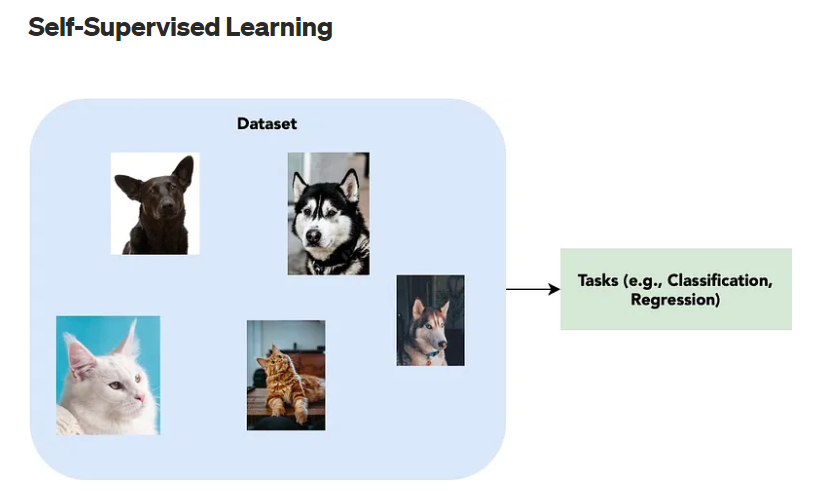 Self-Supervised Learning
Dataset
Tasks (e.g., Classification,
Regression)